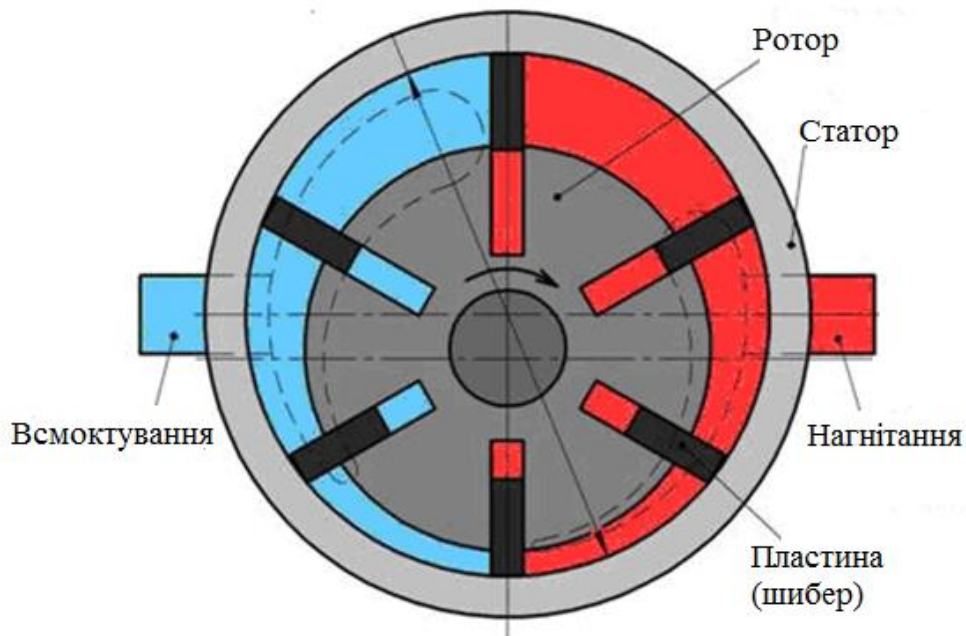 Ротор
Статор
Всмоктування
Нагнітання
Пластина
(шибер)